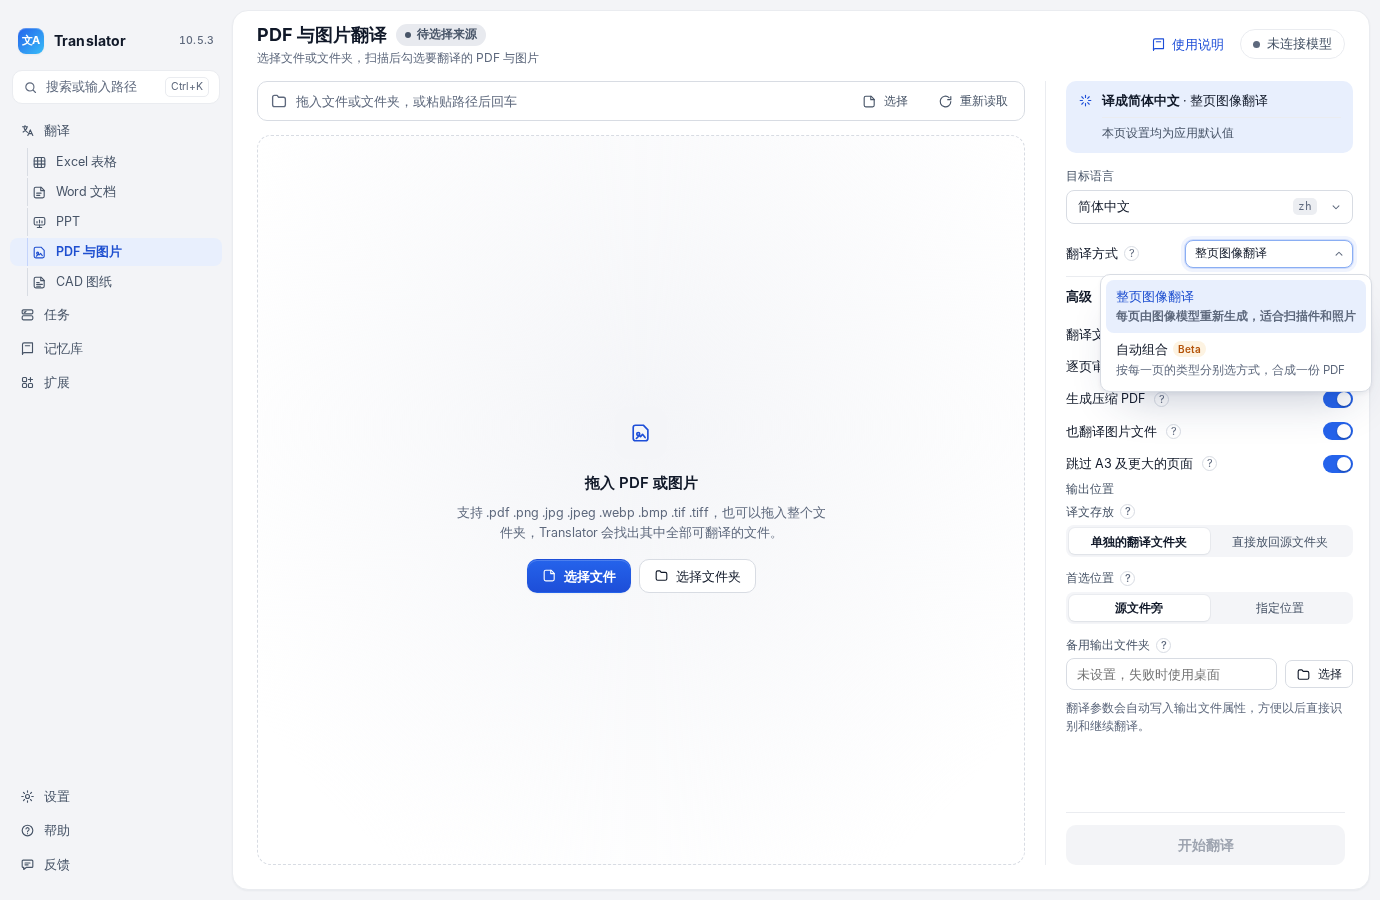 文A Translator 10.5.3
搜索或输入路径 Ctrl+K
翻译
Excel 表格
Word 文档
PPT
PDF 与图片
CAD 图纸
任务
记忆库
扩展
设置
帮助
反馈
PDF 与图片翻译 待选择来源
选择文件或文件夹，扫描后勾选要翻译的 PDF 与图片
使用说明 未连接模型
拖入文件或文件夹，或粘贴路径后回车 选择 重新读取
拖入 PDF 或图片
支持 .pdf .png .jpg .jpeg .webp .bmp .tif .tiff，也可以拖入整个文
件夹，Translator 会找出其中全部可翻译的文件。
选择文件 选择文件夹
译成简体中文 · 整页图像翻译
本页设置均为应用默认值
目标语言
简体中文 zh
翻译方式 ? 整页图像翻译
整页图像翻译
每页由图像模型重新生成，适合扫描件和照片
自动组合 Beta
按每一页的类型分别选方式，合成一份 PDF
高级
翻译文
逐页审
生成压缩 PDF ?
也翻译图片文件 ?
跳过 A3 及更大的页面 ?
输出位置
译文存放 ?
单独的翻译文件夹 直接放回源文件夹
首选位置 ?
源文件旁 指定位置
备用输出文件夹 ?
未设置，失败时使用桌面 选择
翻译参数会自动写入输出文件属性，方便以后直接识
别和继续翻译。
开始翻译